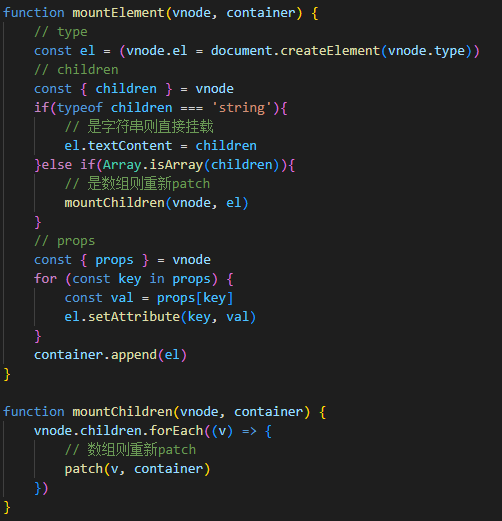 function mountElement(vnode, container) {
    // type
    const el = (vnode.el = document.createElement(vnode.type))
    // children
    const { children } = vnode
    if(typeof children === 'string'){
        // 是字符串则直接挂载
        el.textContent = children
    }else if(Array.isArray(children)){
        // 是数组则重新patch
        mountChildren(vnode, el)
    }
    // props
    const { props } = vnode
    for (const key in props) {
        const val = props[key]
        el.setAttribute(key, val)
    }
    container.append(el)
}

function mountChildren(vnode, container) {
    vnode.children.forEach((v) => {
        // 数组则重新patch
        patch(v, container)
    })
}